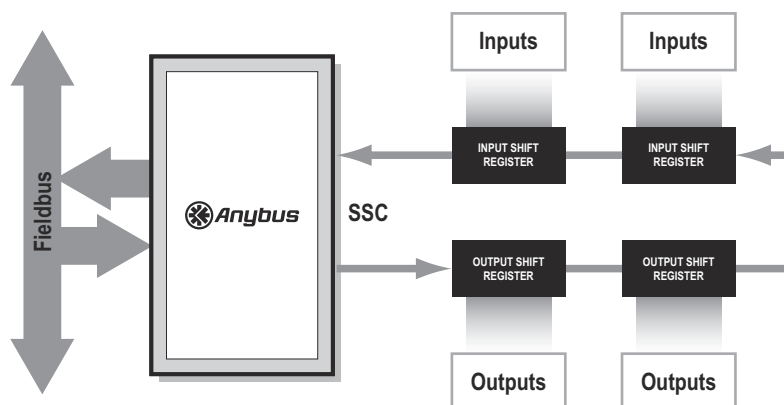 Inputs
Inputs
INPUT SHIFT
REGISTER
INPUT SHIFT
REGISTER
Fieldbus
Anybus
SSC
OUTPUT SHIFT
REGISTER
OUTPUT SHIFT
REGISTER
Outputs
Outputs